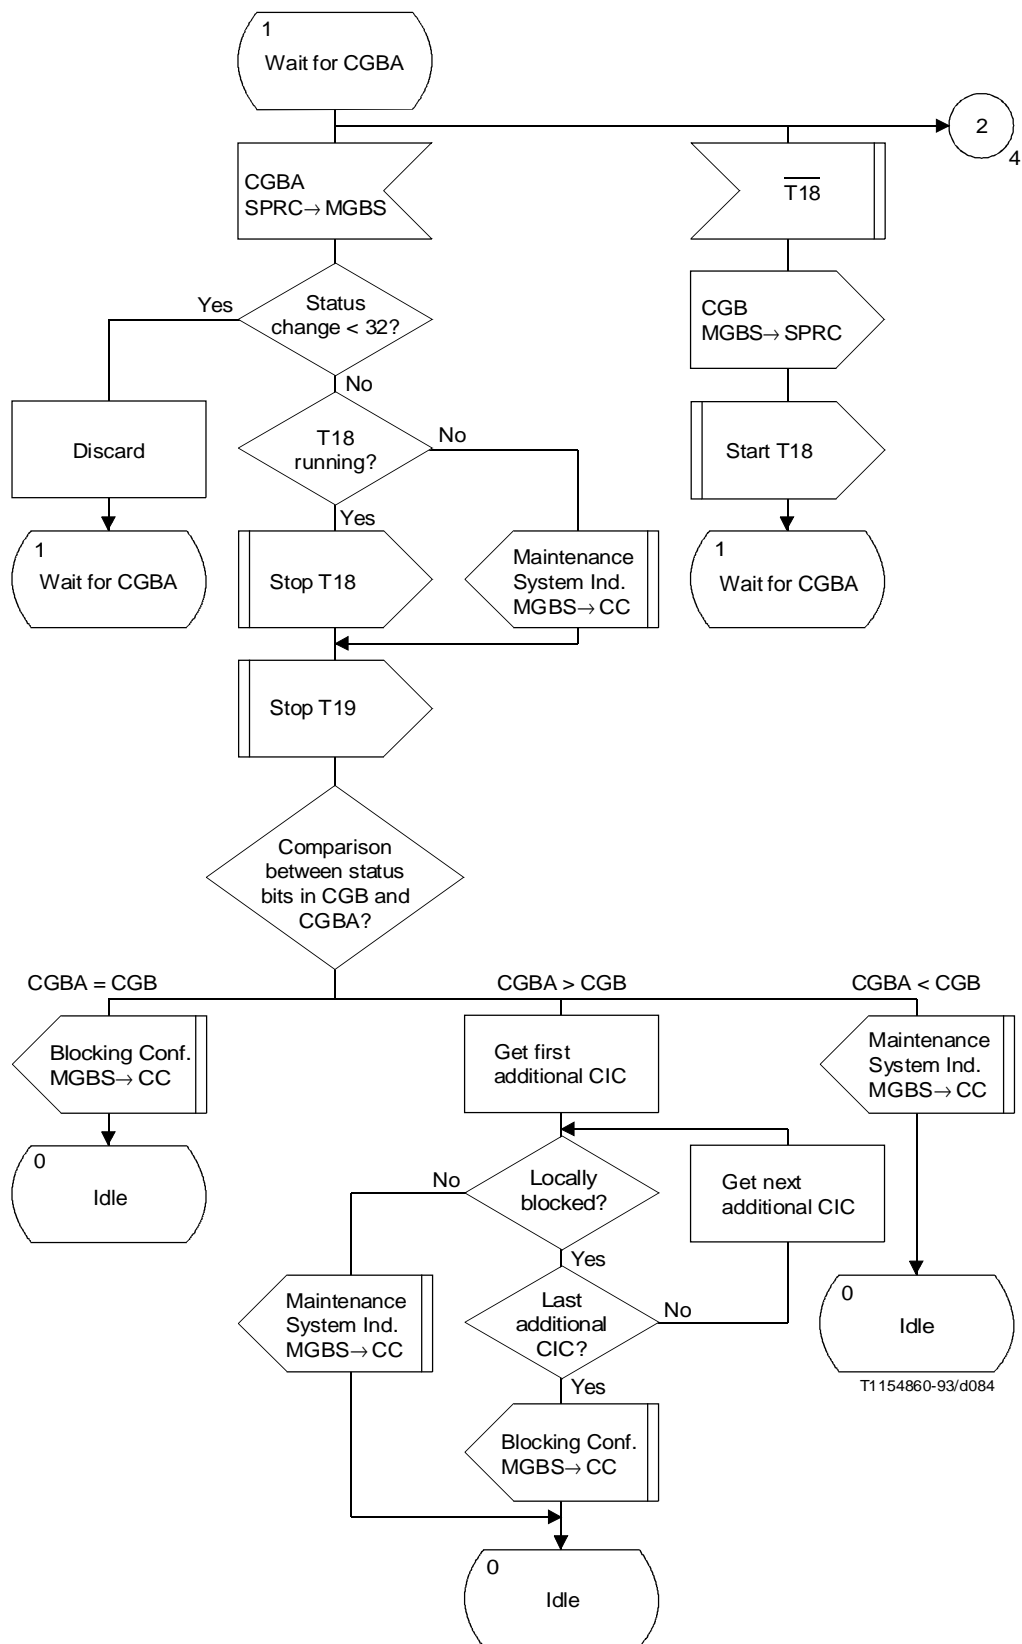 1
Wait for CGBA
2
4
CGBA
SPRC→MGBS
T18
Status
change < 32?
Yes
No
CGB
MGBS→SPRC
Discard
T18
running?
No
Yes
Start T18
1
Wait for CGBA
Stop T18
Maintenance
System Ind.
MGBS→CC
1
Wait for CGBA
Stop T19
Comparison
between status
bits in CGB and
CGBA?
CGBA = CGB
CGBA > CGB
CGBA < CGB
Blocking Conf.
MGBS→CC
Get first
additional CIC
Maintenance
System Ind.
MGBS→CC
0
Idle
No
Locally
blocked?
Yes
Get next
additional CIC
Maintenance
System Ind.
MGBS→CC
Last
additional
CIC?
No
Yes
0
Idle
T1154860-93/d084
Blocking Conf.
MGBS→CC
0
Idle